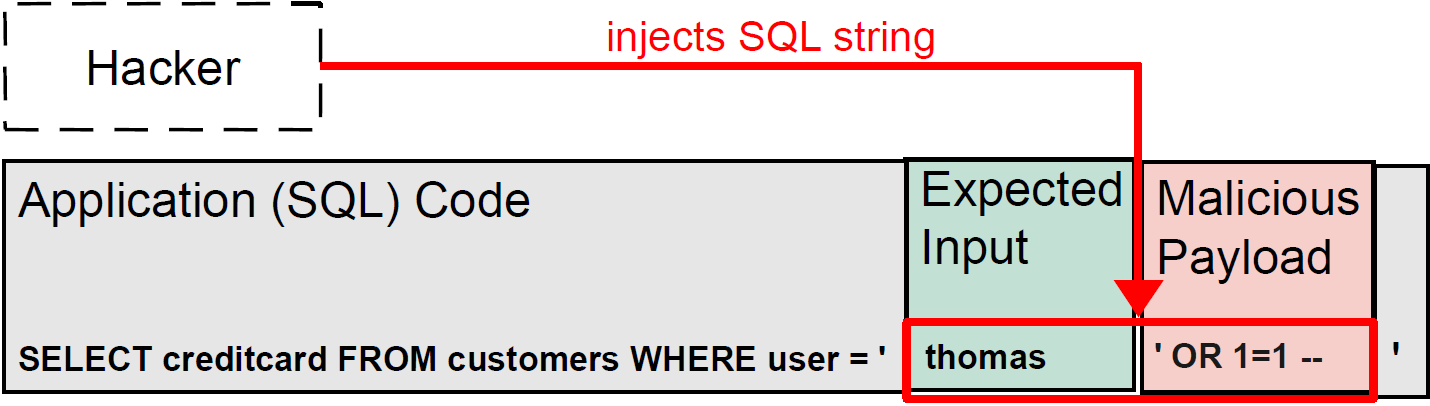 injects SQL string
Hacker
Application (SQL) Code
Expected
Input
Malicious
Payload
SELECT creditcard FROM customers WHERE user = ' thomas ' OR 1=1 -- '